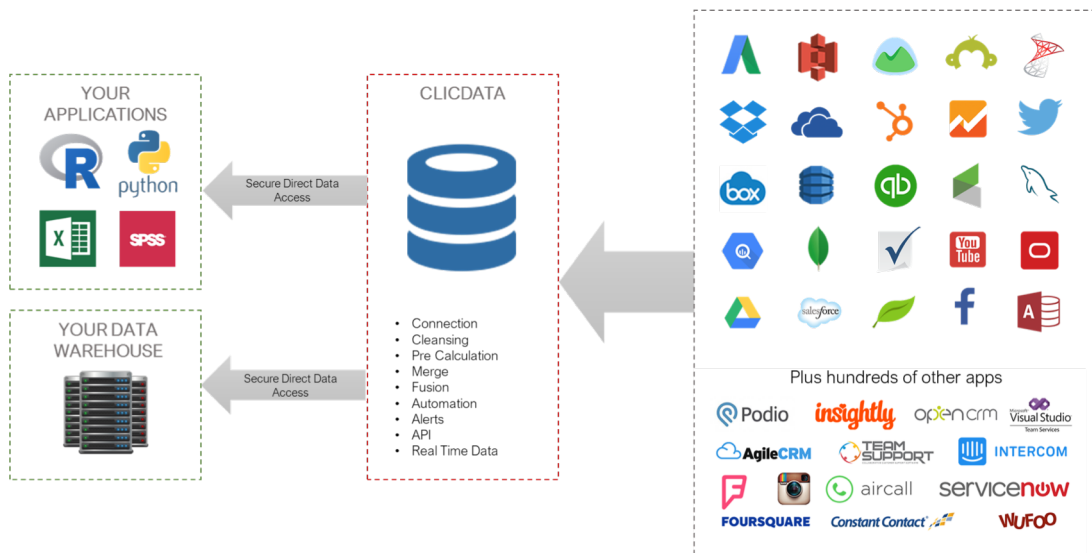 YOUR
APPLICATIONS
R
python
X
SPSS
YOUR DATA
WAREHOUSE
Secure Direct Data
Access
Secure Direct Data
Access
CLICDATA
• Connection
• Cleansing
• Pre Calculation
• Merge
• Fusion
• Automation
• Alerts
• API
• Real Time Data
box
qb
You
Tube
salesforce
f
A
Plus hundreds of other apps
Podio
insightly
opencrm
Microsoft
Visual Studio
Team Services
AgileCRM
TEAM
SUPPORT
INTERCOM
aircall
servicenow
FOURSQUARE
Constant Contact®
WUFOO